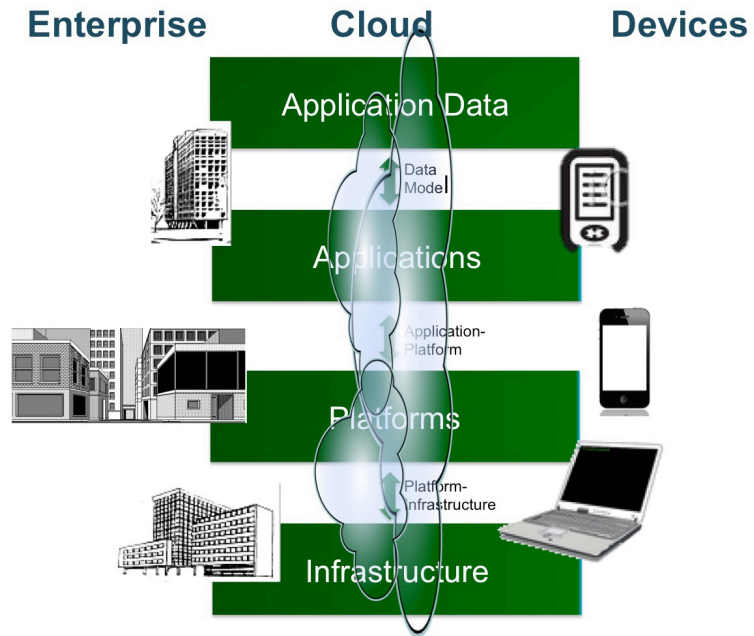 Enterprise Cloud Devices
Application Data
Data
Model
Applications
Application-
Platform
Platforms
Platform-
Infrastructure
Infrastructure